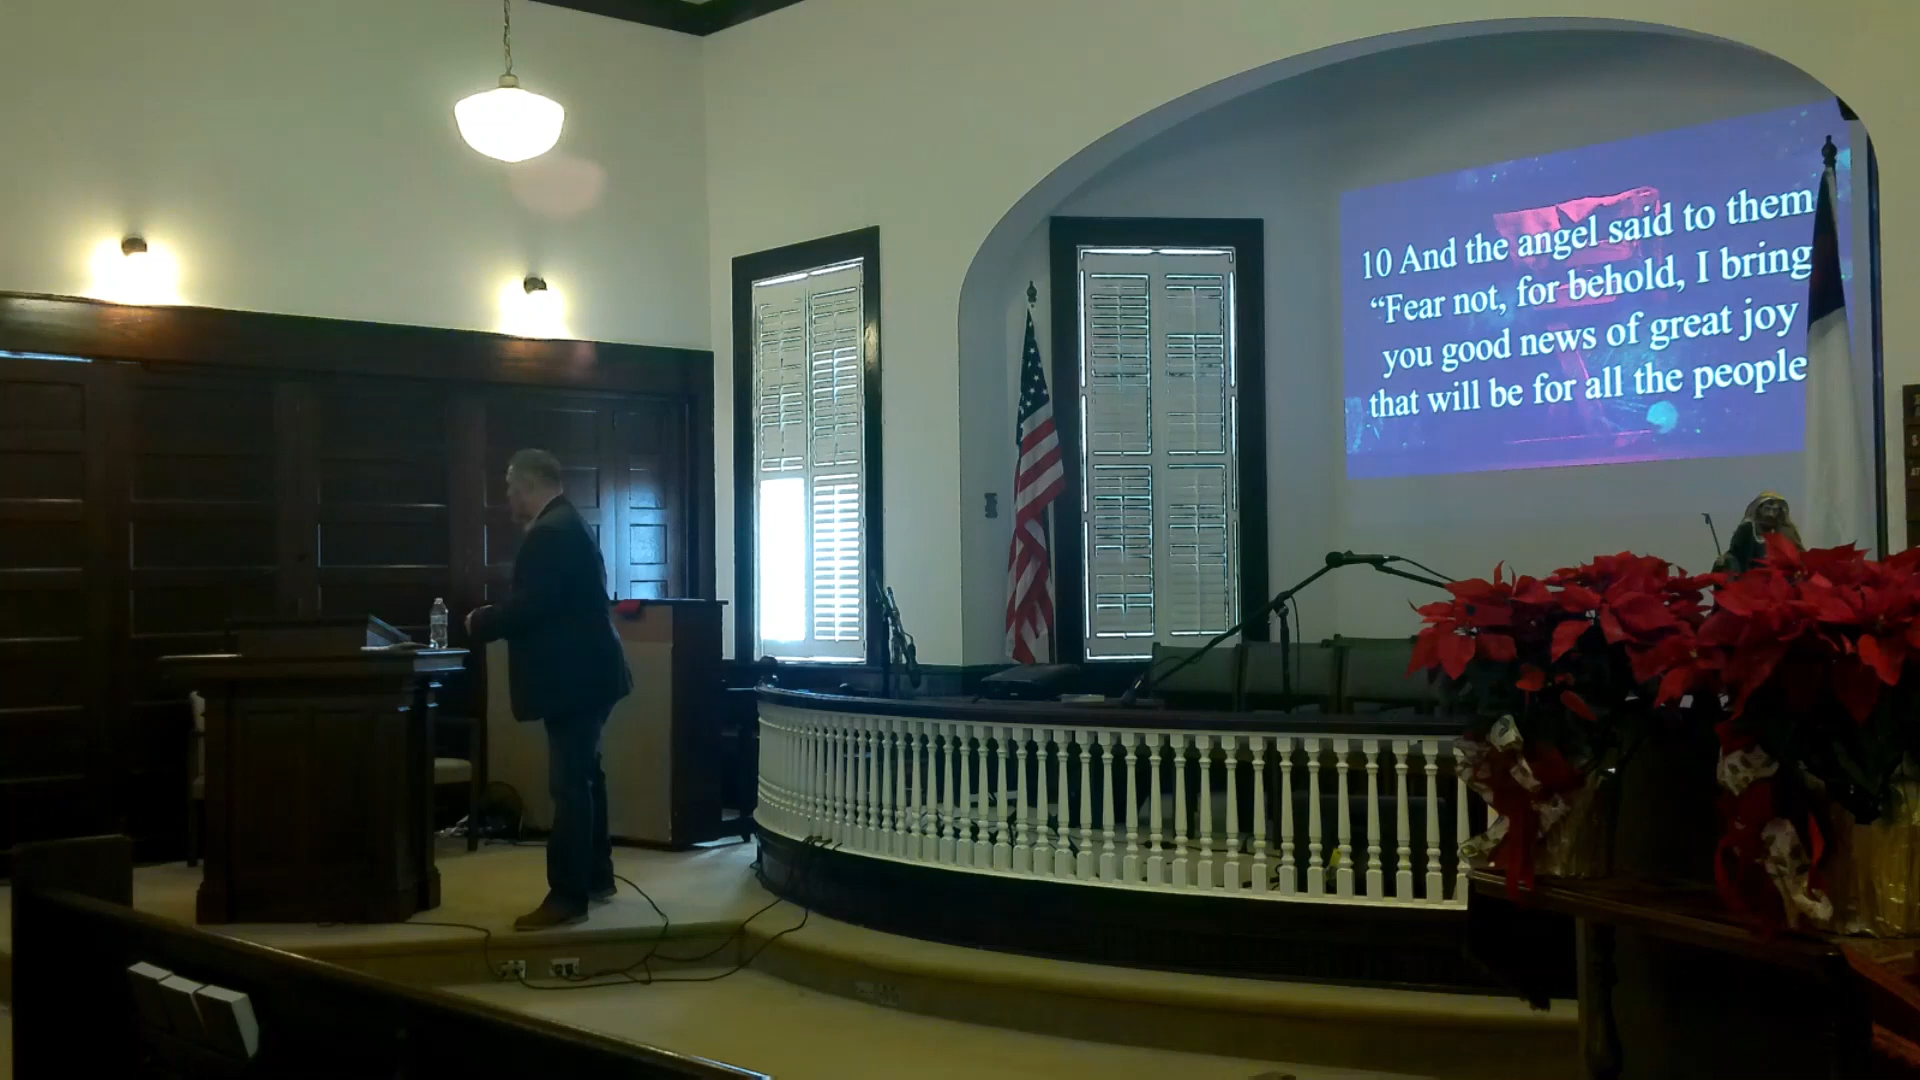 10 And the angel said to them
“Fear not, for behold, I bring
you good news of great joy
that will be for all the people